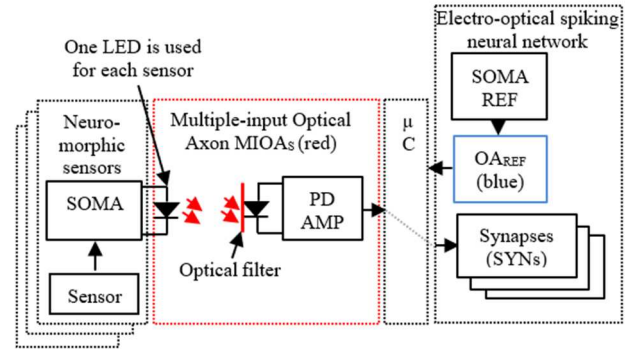 One LED is used
for each sensor
Neuro-
morphic
sensors
SOMA
Sensor
Multiple-input Optical
Axon MIOAS (red)
PD
AMP
Optical filter
μ
C
Electro-optical spiking
neural network
SOMA
REF
OAREF
(blue)
Synapses
(SYNs)